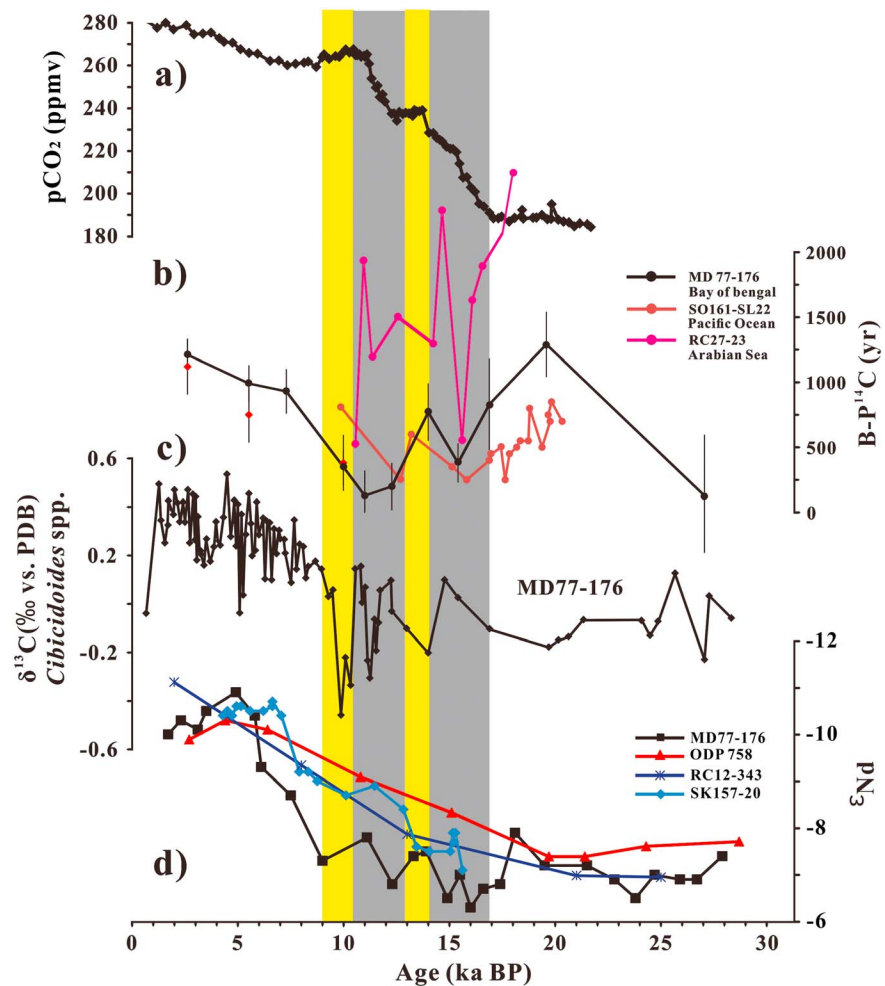 280
260
240
220
200
180
pCO₂ (ppmv)
a)
b)
2000
1500
1000
500
0
B-P¹⁴C (yr)
MD 77-176
Bay of bengal
SO161-SL22
Pacific Ocean
RC27-23
Arabian Sea
c)
0.6
0.2
-0.2
-0.6
δ¹³C(‰ vs. PDB)
Cibicidoides spp.
MD77-176
-12
-10
-8
-6
εNd
MD77-176
ODP 758
RC12-343
SK157-20
d)
0 5 10 15 20 25 30
Age (ka BP)